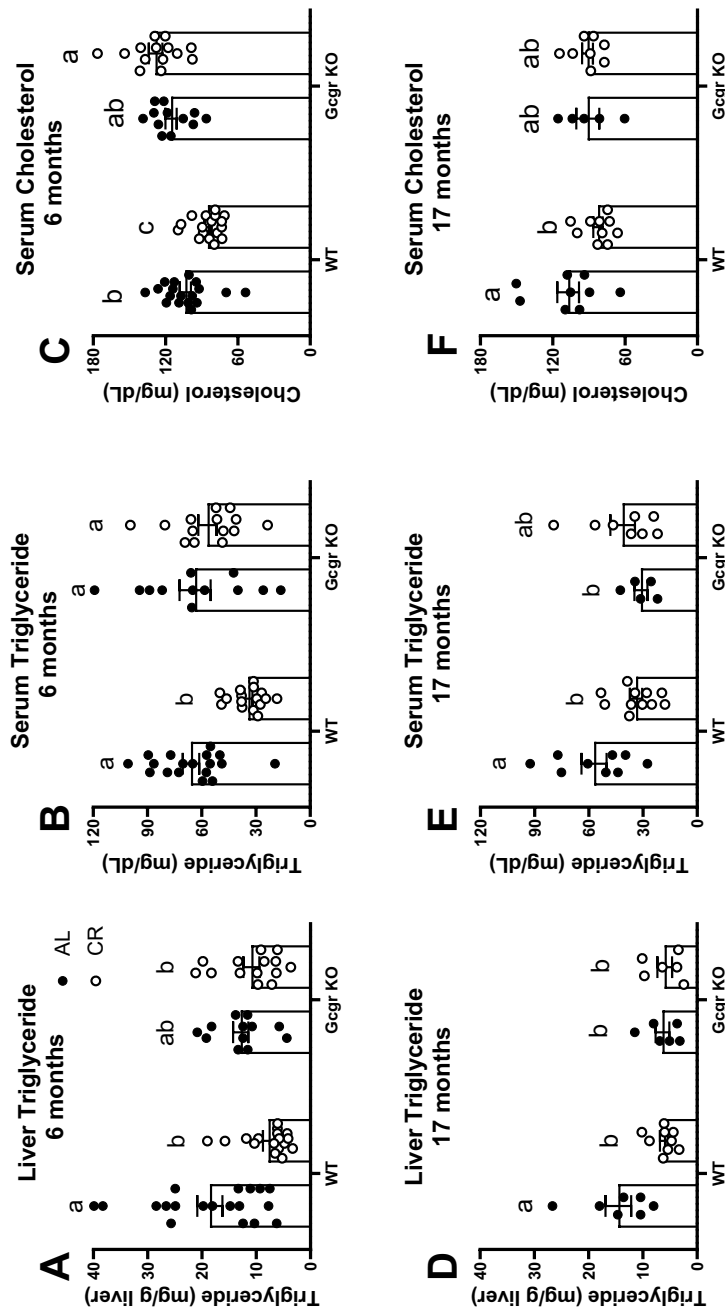 A
Liver Triglyceride
6 months
Triglyceride (mg/g liver)
40
30
20
10
0
a
b
ab
b
AL
CR
WT
Gcgr KO
B
Serum Triglyceride
6 months
Triglyceride (mg/dL)
120
90
60
30
0
a
b
a
a
WT
Gcgr KO
C
Serum Cholesterol
6 months
Cholesterol (mg/dL)
180
120
60
0
b
c
ab
a
WT
Gcgr KO
D
Liver Triglyceride
17 months
Triglyceride (mg/g liver)
40
30
20
10
0
a
b
b
b
WT
Gcgr KO
E
Serum Triglyceride
17 months
Triglyceride (mg/dL)
120
90
60
30
0
a
b
b
ab
WT
Gcgr KO
F
Serum Cholesterol
17 months
Cholesterol (mg/dL)
180
120
60
0
a
b
ab
ab
WT
Gcgr KO